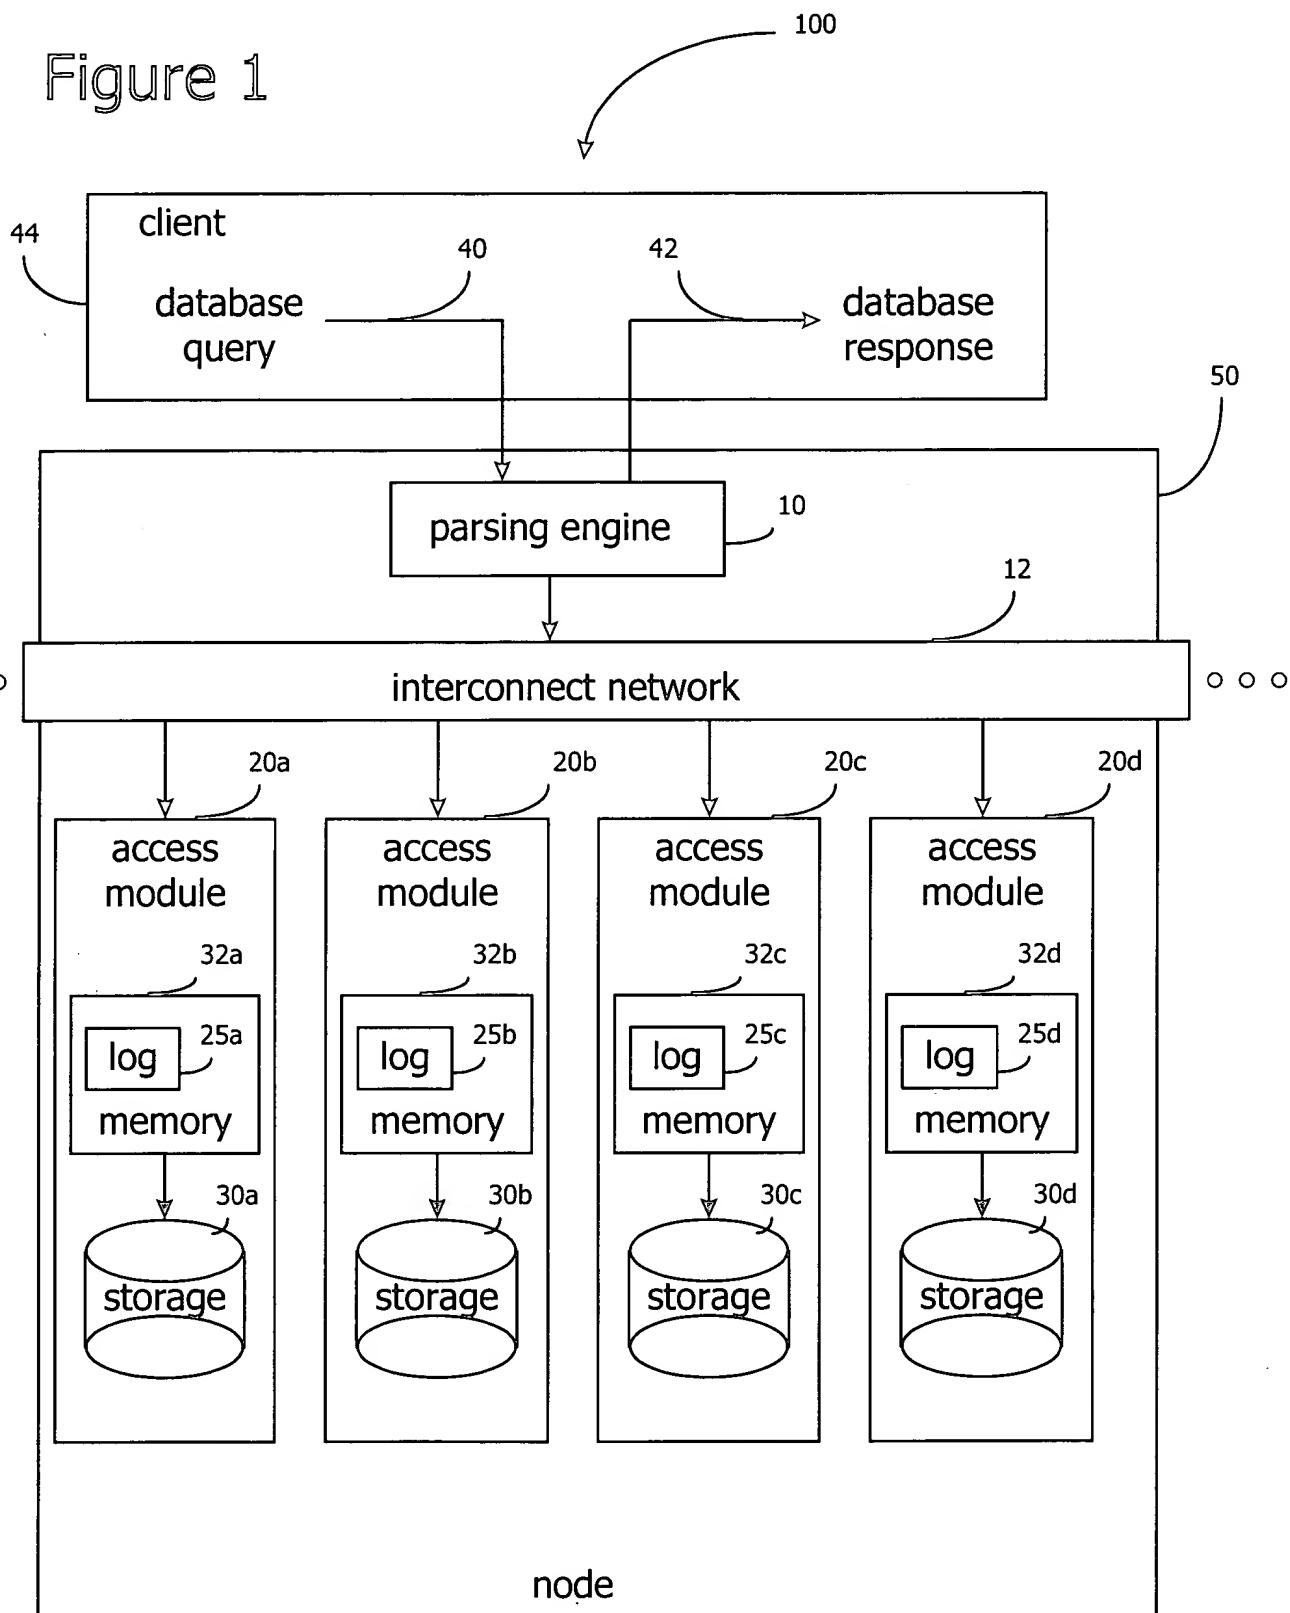 100
Figure 1
client
44
40
42
database
query
database
response
50
10
parsing engine
12
interconnect network
20a
20b
20c
20d
access
module
access
module
access
module
access
module
32a
32b
32c
32d
log
25a
log
25b
log
25c
log
25d
memory
memory
memory
memory
30a
30b
30c
30d
storage
storage
storage
storage
node